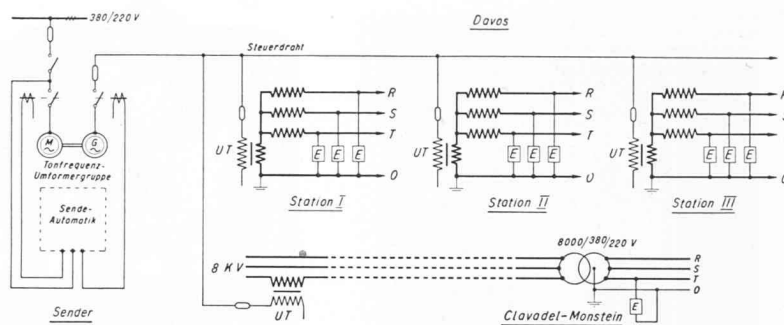 380/220 V
Davos
Steuerdraht
R
S
T
O
UT
E E E
Station I
R
S
T
O
UT
E E E
Station II
UT
E E E
Station III
M
G
Tonfrequenz-
Umformergruppe
Sende-
Automatik
Sender
8 KV
UT
8000/380/220 V
R
S
T
O
E
Clavadel-Monstein